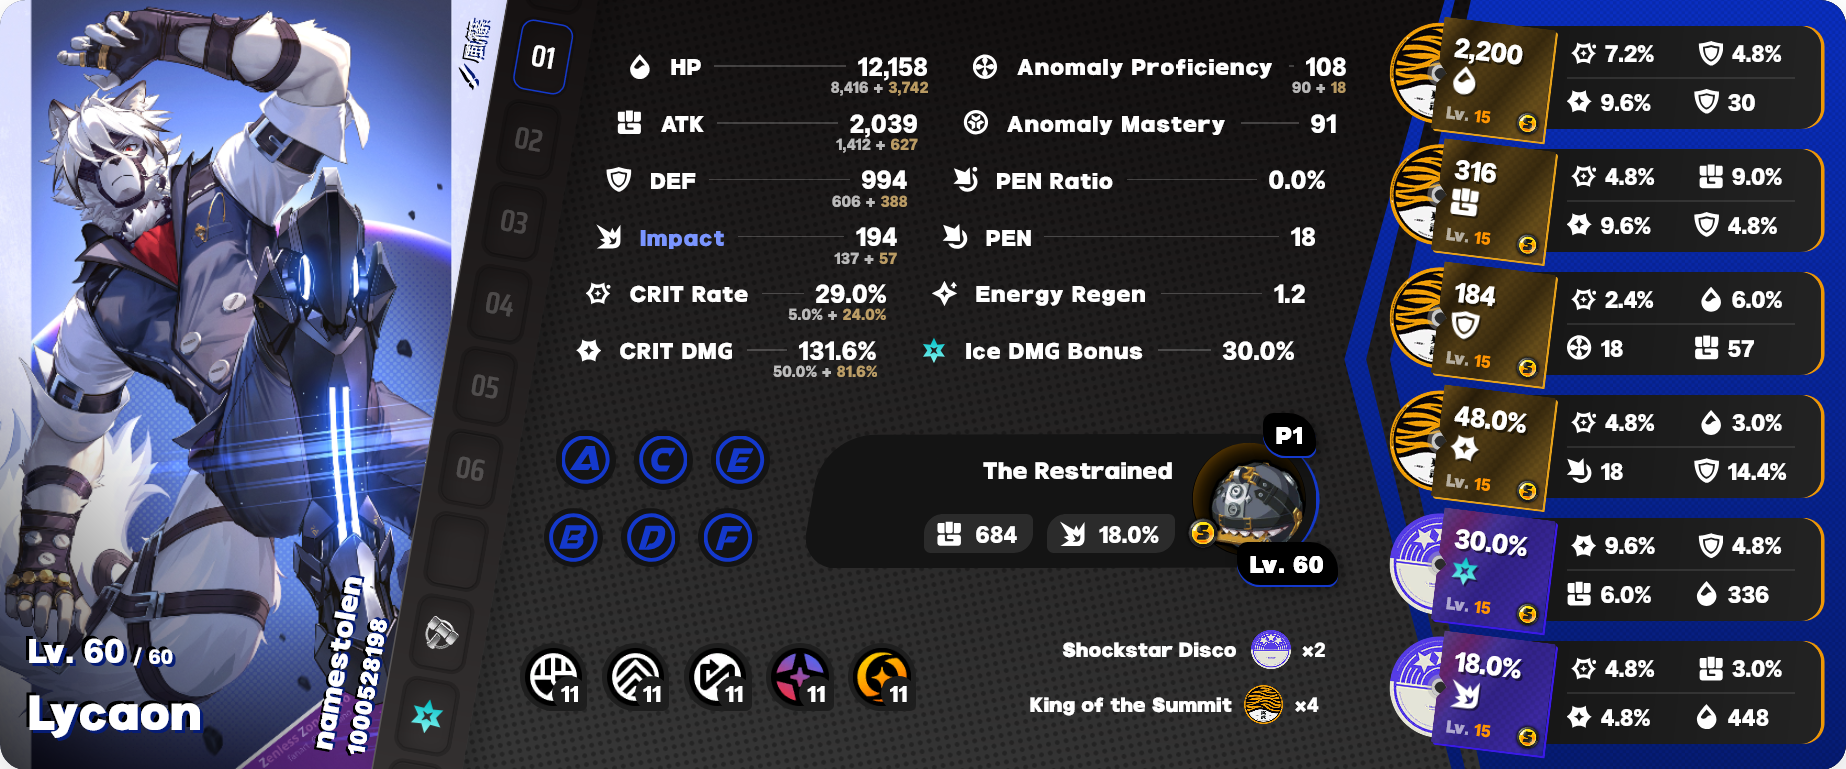 01
02
03
04
05
06
HP 12,158
8,416 + 3,742
ATK 2,039
1,412 + 627
DEF 994
606 + 388
Impact 194
137 + 57
CRIT Rate 29.0%
5.0% + 24.0%
CRIT DMG 131.6%
50.0% + 81.6%
Anomaly Proficiency 108
90 + 18
Anomaly Mastery 91
PEN Ratio 0.0%
PEN 18
Energy Regen 1.2
Ice DMG Bonus 30.0%
A C E
B D F
P1
The Restrained
684 18.0%
S
Lv. 60
11 11 11 11 11
Shockstar Disco ×2
King of the Summit ×4
Lv. 60 / 60
Lycaon
namestolen
1000528198
2,200
Lv. 15 S
7.2% 4.8%
9.6% 30
316
Lv. 15 S
4.8% 9.0%
9.6% 4.8%
184
Lv. 15 S
2.4% 6.0%
18 57
48.0%
Lv. 15 S
4.8% 3.0%
18 14.4%
30.0%
Lv. 15 S
9.6% 4.8%
6.0% 336
18.0%
Lv. 15 S
4.8% 3.0%
4.8% 448